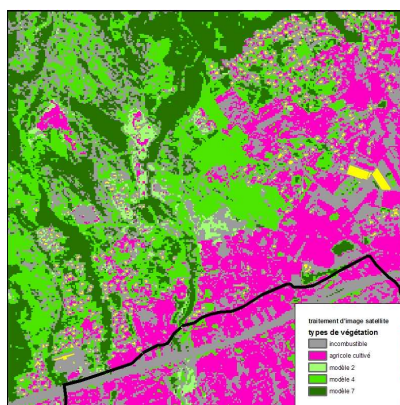 traitement d'image satellite
types de végétation
incombustible
agricole cultivé
modèle 2
modèle 4
modèle 7